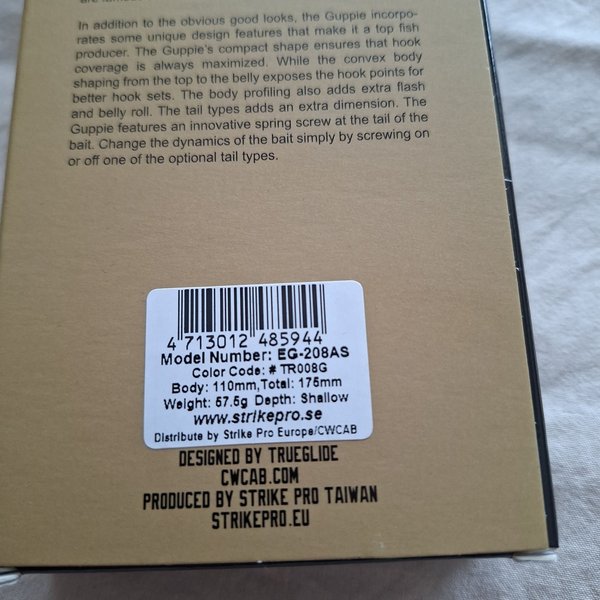 are famous
In addition to the obvious good looks, the Guppie incorpo-
rates some unique design features that make it a top fish
producer. The Guppie's compact shape ensures that hook
coverage is always maximized. While the convex body
shaping from the top to the belly exposes the hook points for
better hook sets. The body profiling also adds extra flash
and belly roll. The tail types adds an extra dimension. The
Guppie features an innovative spring screw at the tail of the
bait. Change the dynamics of the bait simply by screwing on
or off one of the optional tail types.
4 713012 485944
Model Number: EG-208AS
Color Code: # TR008G
Body: 110mm,Total: 175mm
Weight: 57.5g Depth: Shallow
www.strikepro.se
Distribute by Strike Pro Europe/CWCAB
DESIGNED BY TRUEGLIDE
CWCAB.COM
PRODUCED BY STRIKE PRO TAIWAN
STRIKEPRO.EU